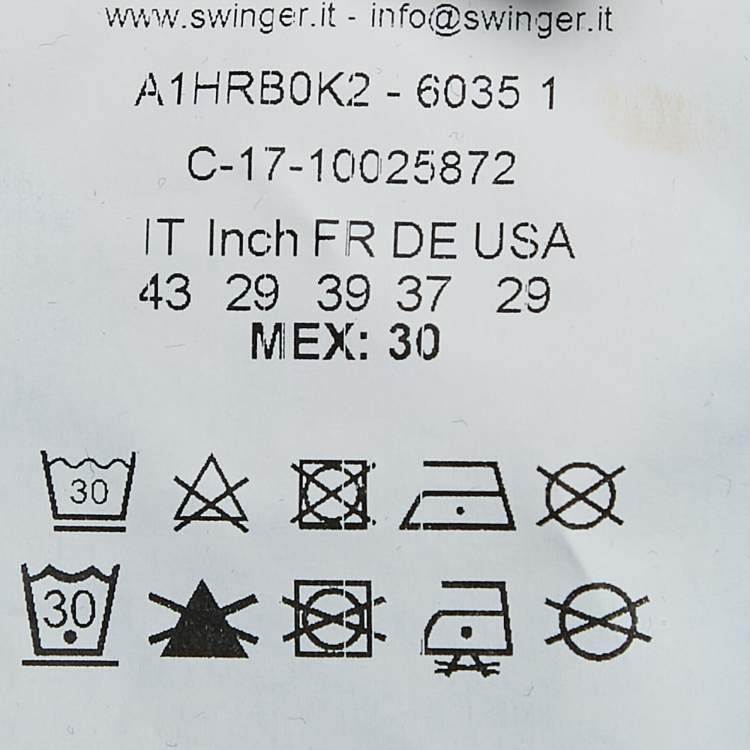 www.swinger.it - info@swinger.it
A1HRB0K2 - 6035 1
C-17-10025872
IT Inch FR DE USA
43 29 39 37 29
MEX: 30
30
30